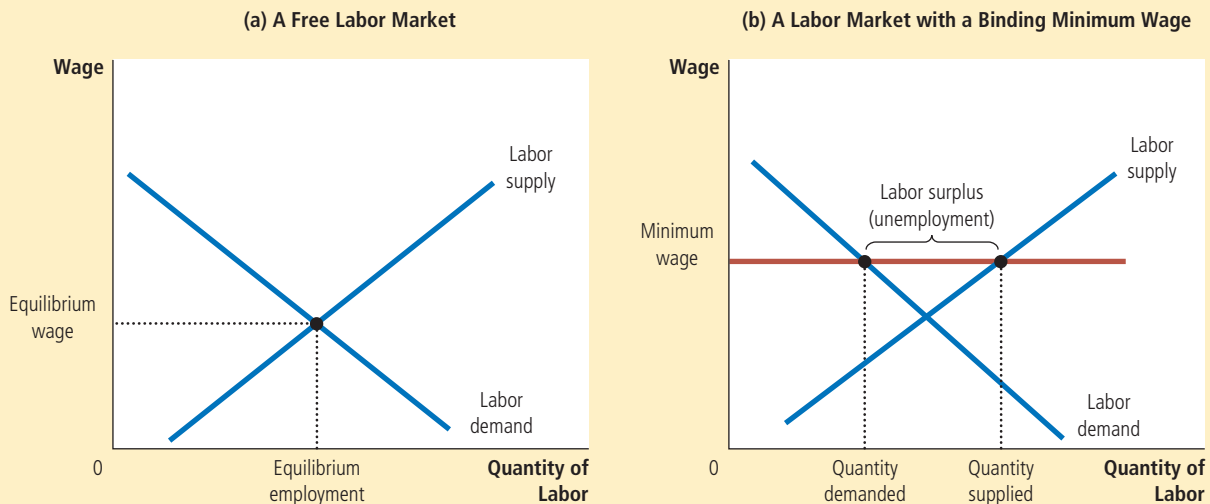 (a) A Free Labor Market
Wage
Labor
supply
Equilibrium
wage
Labor
demand
0
Equilibrium
employment
Quantity of
Labor
(b) A Labor Market with a Binding Minimum Wage
Wage
Labor
supply
Labor surplus
(unemployment)
Minimum
wage
Labor
demand
0
Quantity
demanded
Quantity
supplied
Quantity of
Labor